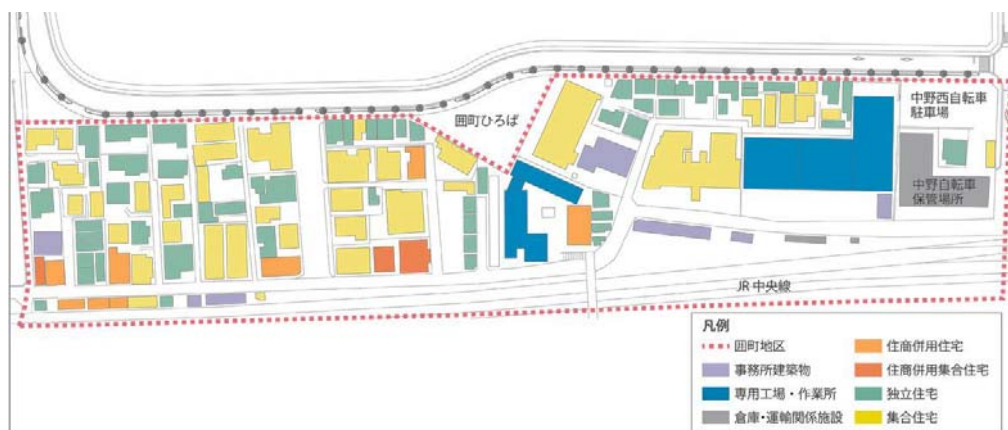 囲町ひろば
中野西自転車
駐車場
中野自転車
保管場所
JR中央線
凡例
囲町地区
事務所建築物
専用工場・作業所
倉庫・運輸関係施設
住商併用住宅
住商併用集合住宅
独立住宅
集合住宅